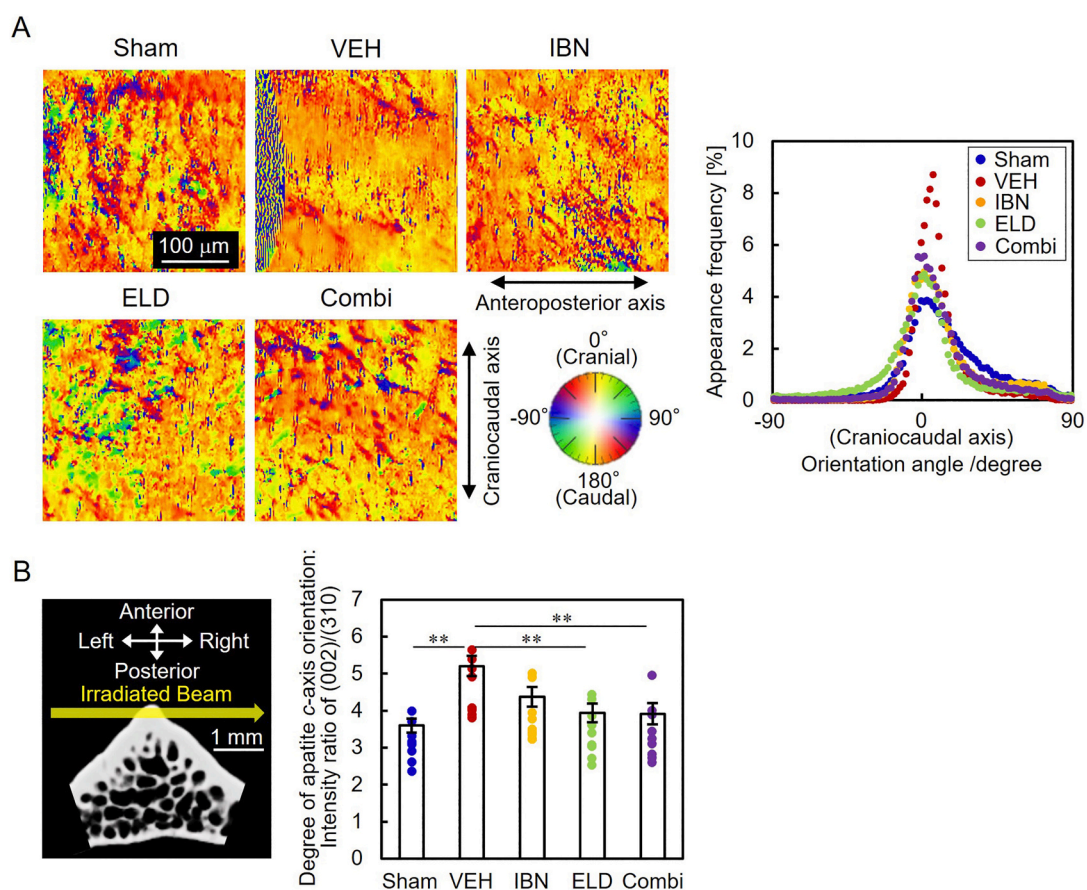 A
Sham
VEH
IBN
100 μm
ELD
Combi
Anteroposterior axis
Craniocaudal axis
0°
(Cranial)
-90°
90°
180°
(Caudal)
Appearance frequency [%]
10
8
6
4
2
0
Sham
VEH
IBN
ELD
Combi
-90
0
90
(Craniocaudal axis)
Orientation angle /degree
B
Anterior
Left
Right
Posterior
Irradiated Beam
1 mm
Degree of apatite c-axis orientation:
Intensity ratio of (002)/(310)
7
6
5
4
3
2
1
0
**
**
**
Sham
VEH
IBN
ELD
Combi